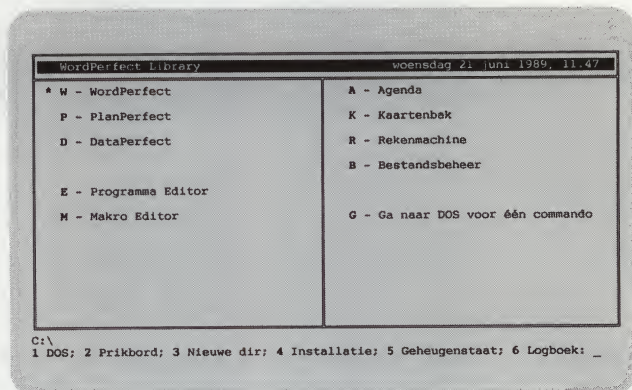 WordPerfect Library woensdag 21 juni 1989, 11.47
* W - WordPerfect
P - PlanPerfect
D - DataPerfect
E - Programma Editor
M - Makro Editor
A - Agenda
K - Kaartenbak
R - Rekenmachine
B - Bestandsbeheer
G - Ga naar DOS voor één commando
C:\
1 DOS; 2 Prikbord; 3 Nieuwe dir; 4 Installatie; 5 Geheugenstaat; 6 Logboek: _